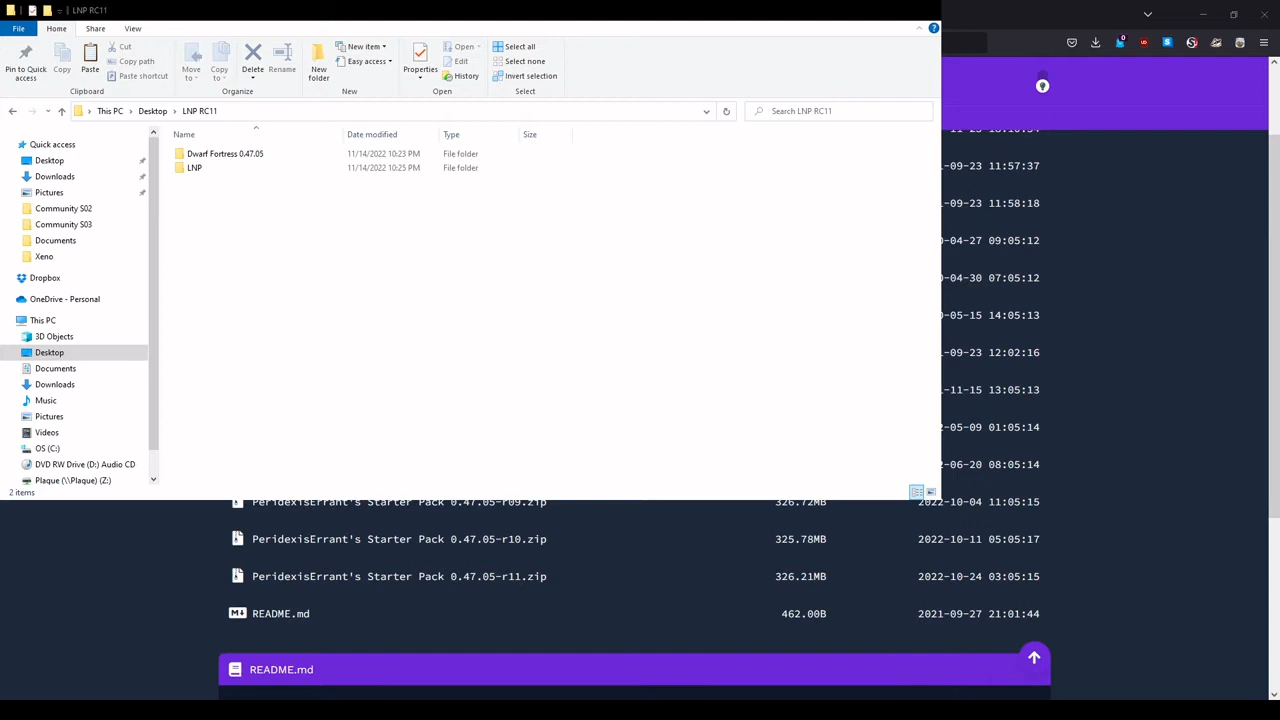 LNP RC11
File Home Share View
Pin to Quick access
Copy
Paste
Cut
Copy path
Paste shortcut
Clipboard
Move to
Copy to
Delete
Rename
Organize
New folder
New item
Easy access
New
Properties
Open
Edit
History
Open
Select all
Select none
Invert selection
Select
This PC Desktop LNP RC11
Search LNP RC11
Name Date modified Type Size
Dwarf Fortress 0.47.05 11/14/2022 10:23 PM File folder
LNP 11/14/2022 10:25 PM File folder
Quick access
Desktop
Downloads
Pictures
Community S02
Community S03
Documents
Xeno
Dropbox
OneDrive - Personal
This PC
3D Objects
Desktop
Documents
Downloads
Music
Pictures
Videos
OS (C:)
DVD RW Drive (D:) Audio CD
Plaque (\\Plaque) (Z:)
2 items
-09-23 11:57:37
-09-23 11:58:18
-04-27 09:05:12
-04-30 07:05:12
-05-15 14:05:13
-09-23 12:02:16
-11-15 13:05:13
-05-09 01:05:14
-06-20 08:05:14
PeridexisErrant's Starter Pack 0.47.05-r09.zip 326.72MB 2022-10-04 11:05:15
PeridexisErrant's Starter Pack 0.47.05-r10.zip 325.78MB 2022-10-11 05:05:17
PeridexisErrant's Starter Pack 0.47.05-r11.zip 326.21MB 2022-10-24 03:05:15
README.md 462.00B 2021-09-27 21:01:44
README.md